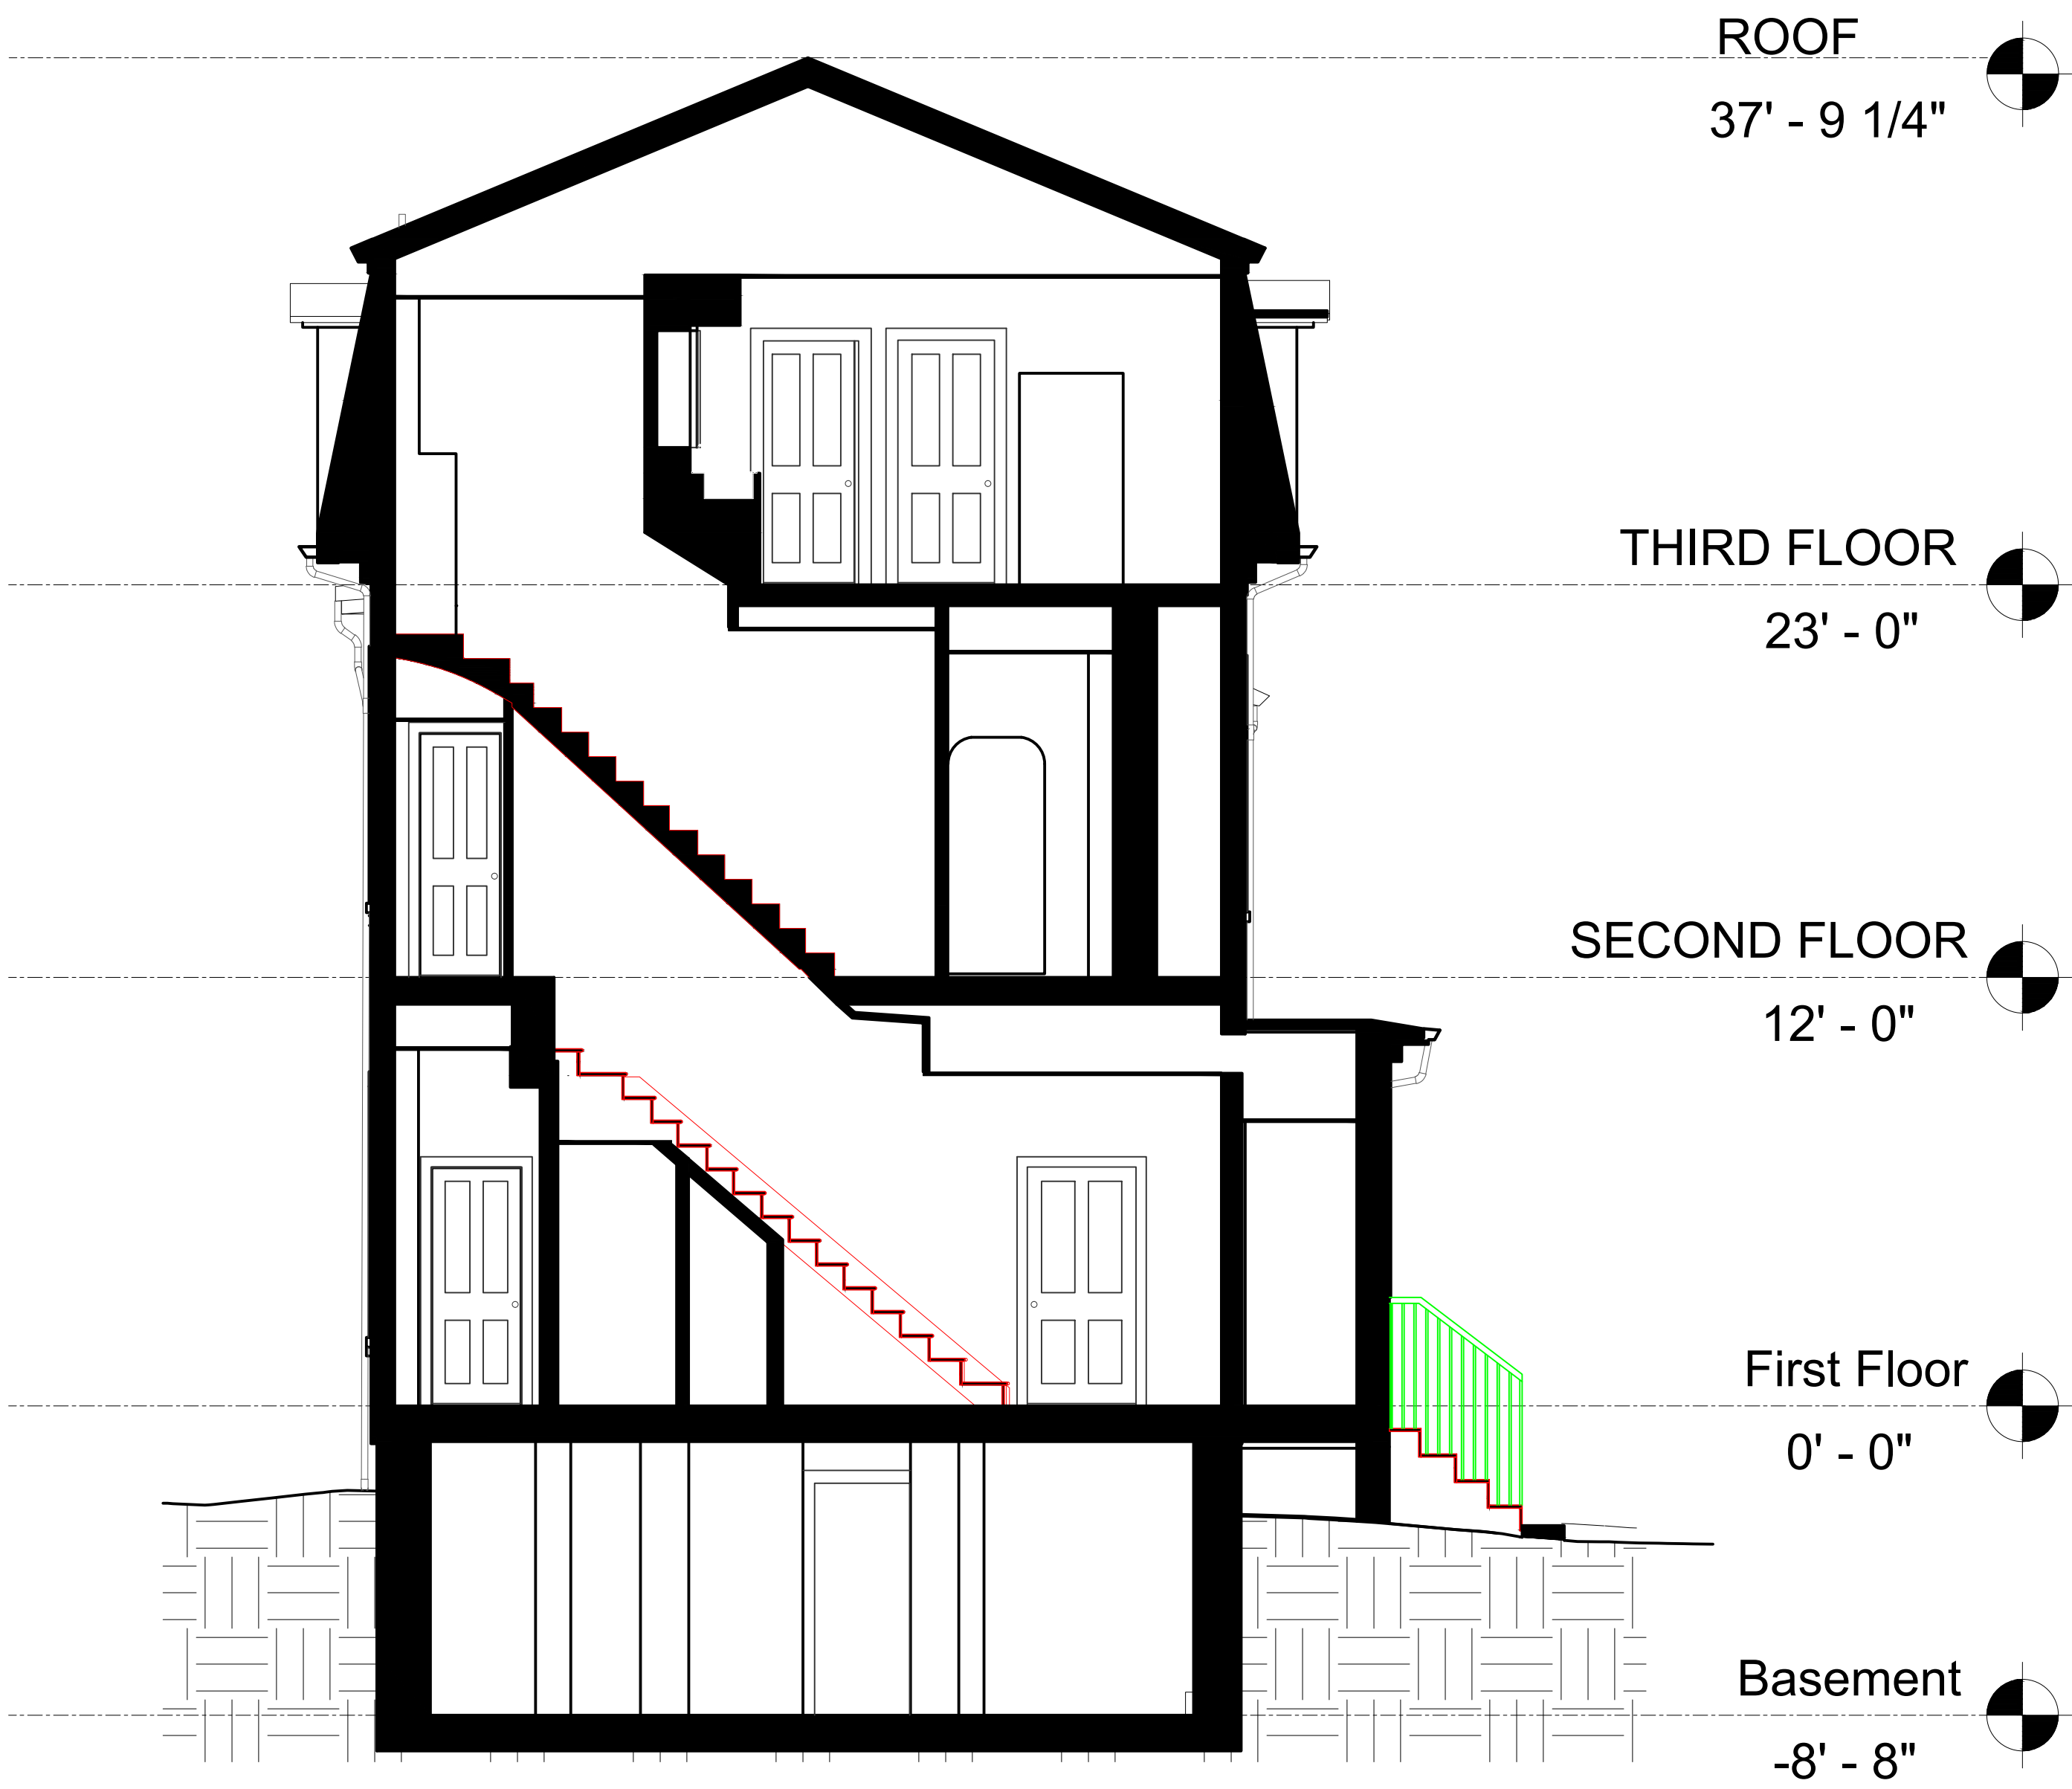 ROOF
37' - 9 1/4"
THIRD FLOOR
23' - 0"
SECOND FLOOR
12' - 0"
First Floor
0' - 0"
Basement
-8' - 8"